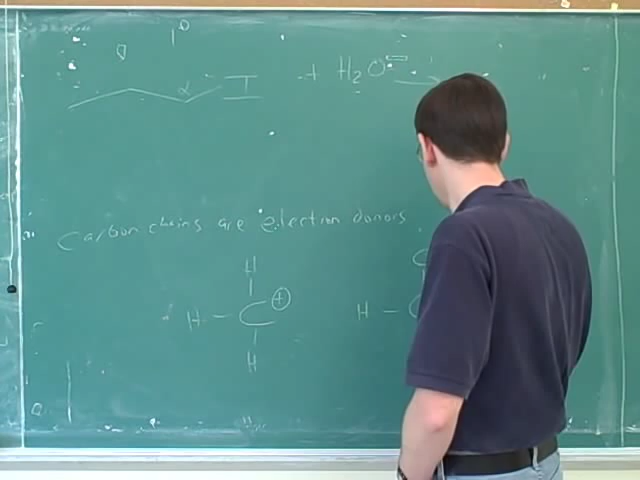 1°
α I + H₂O →
Carbon chains are electron donors
H
H – C ⊕ H – C
H